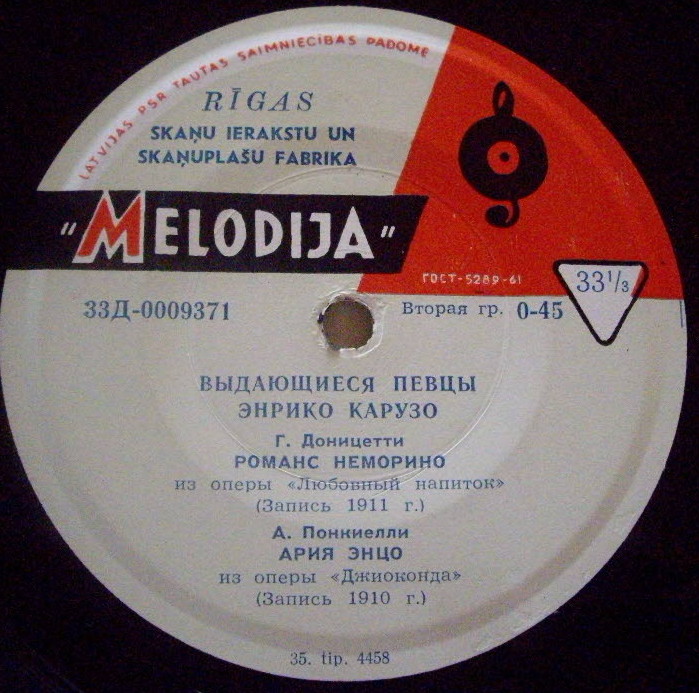 LATVIJAS PSR TAUTAS SAIMNIECĪBAS PADOME
RĪGAS
SKAŅU IERAKSTU UN
SKAŅUPLAŠU FABRIKA
"MELODIJA"
ГОСТ-5289-61
33⅓
33Д-0009371
Вторая гр. 0-45
ВЫДАЮЩИЕСЯ ПЕВЦЫ
ЭНРИКО КАРУЗО
Г. Доницетти
РОМАНС НЕМОРИНО
из оперы «Любовный напиток»
(Запись 1911 г.)
А. Понкиелли
АРИЯ ЭНЦО
из оперы «Джиоконда»
(Запись 1910 г.)
35. tip. 4458